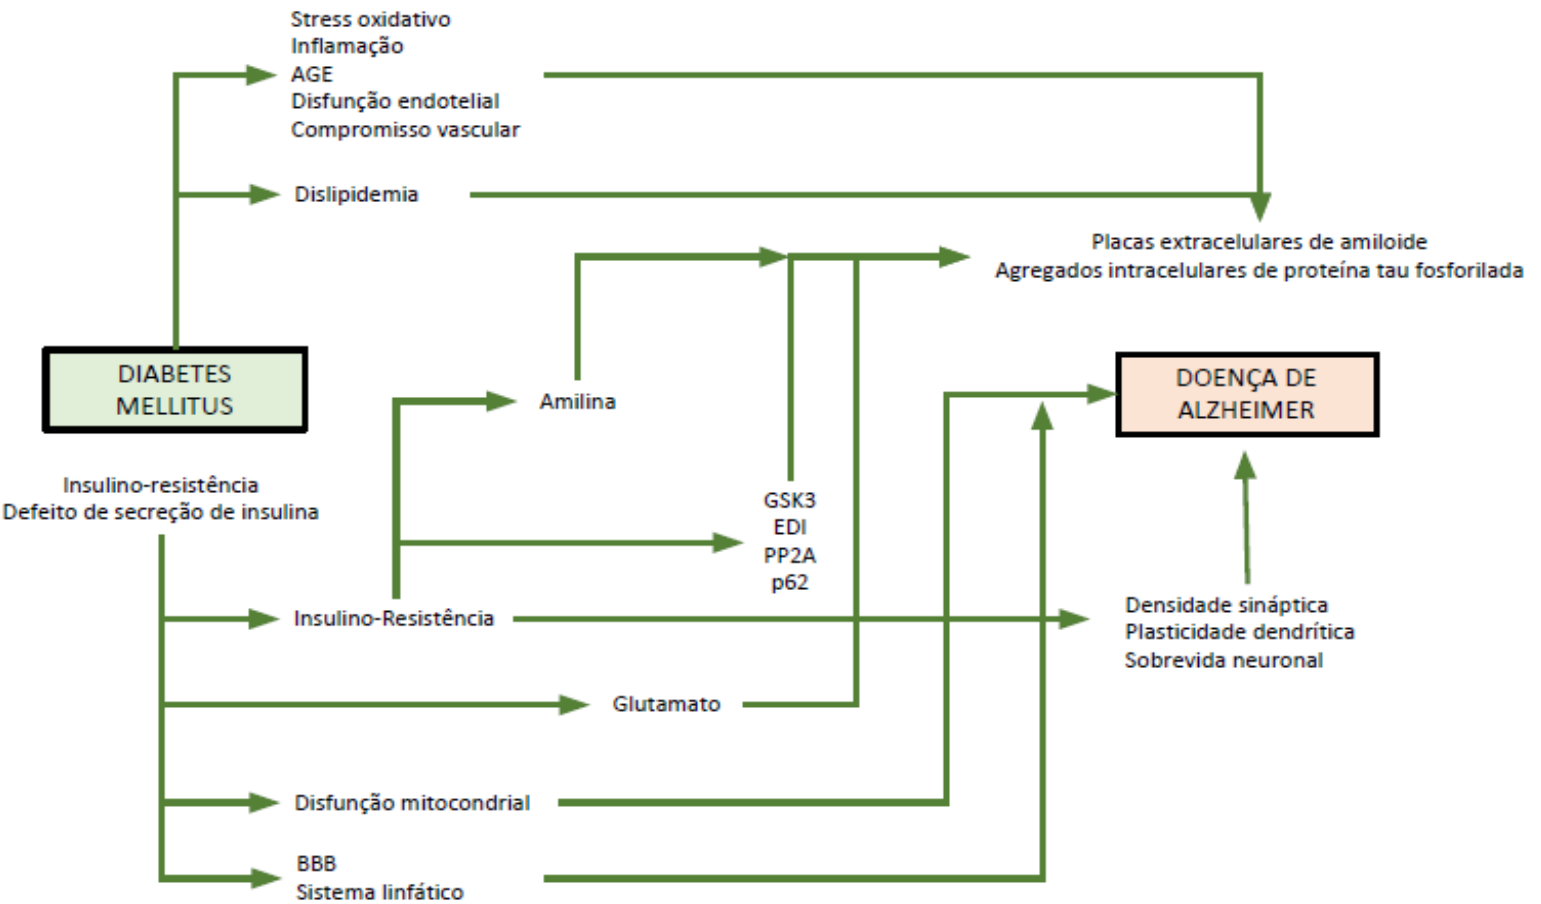 Stress oxidativo
Inflamação
AGE
Disfunção endotelial
Compromisso vascular
Dislipidemia
Placas extracelulares de amiloide
Agregados intracelulares de proteína tau fosforilada
DIABETES
MELLITUS
DOENÇA DE
ALZHEIMER
Amilina
Insulino-resistência
Defeito de secreção de insulina
GSK3
EDI
PP2A
p62
Insulino-Resistência
Densidade sináptica
Plasticidade dendrítica
Sobrevida neuronal
Glutamato
Disfunção mitocondrial
BBB
Sistema linfático